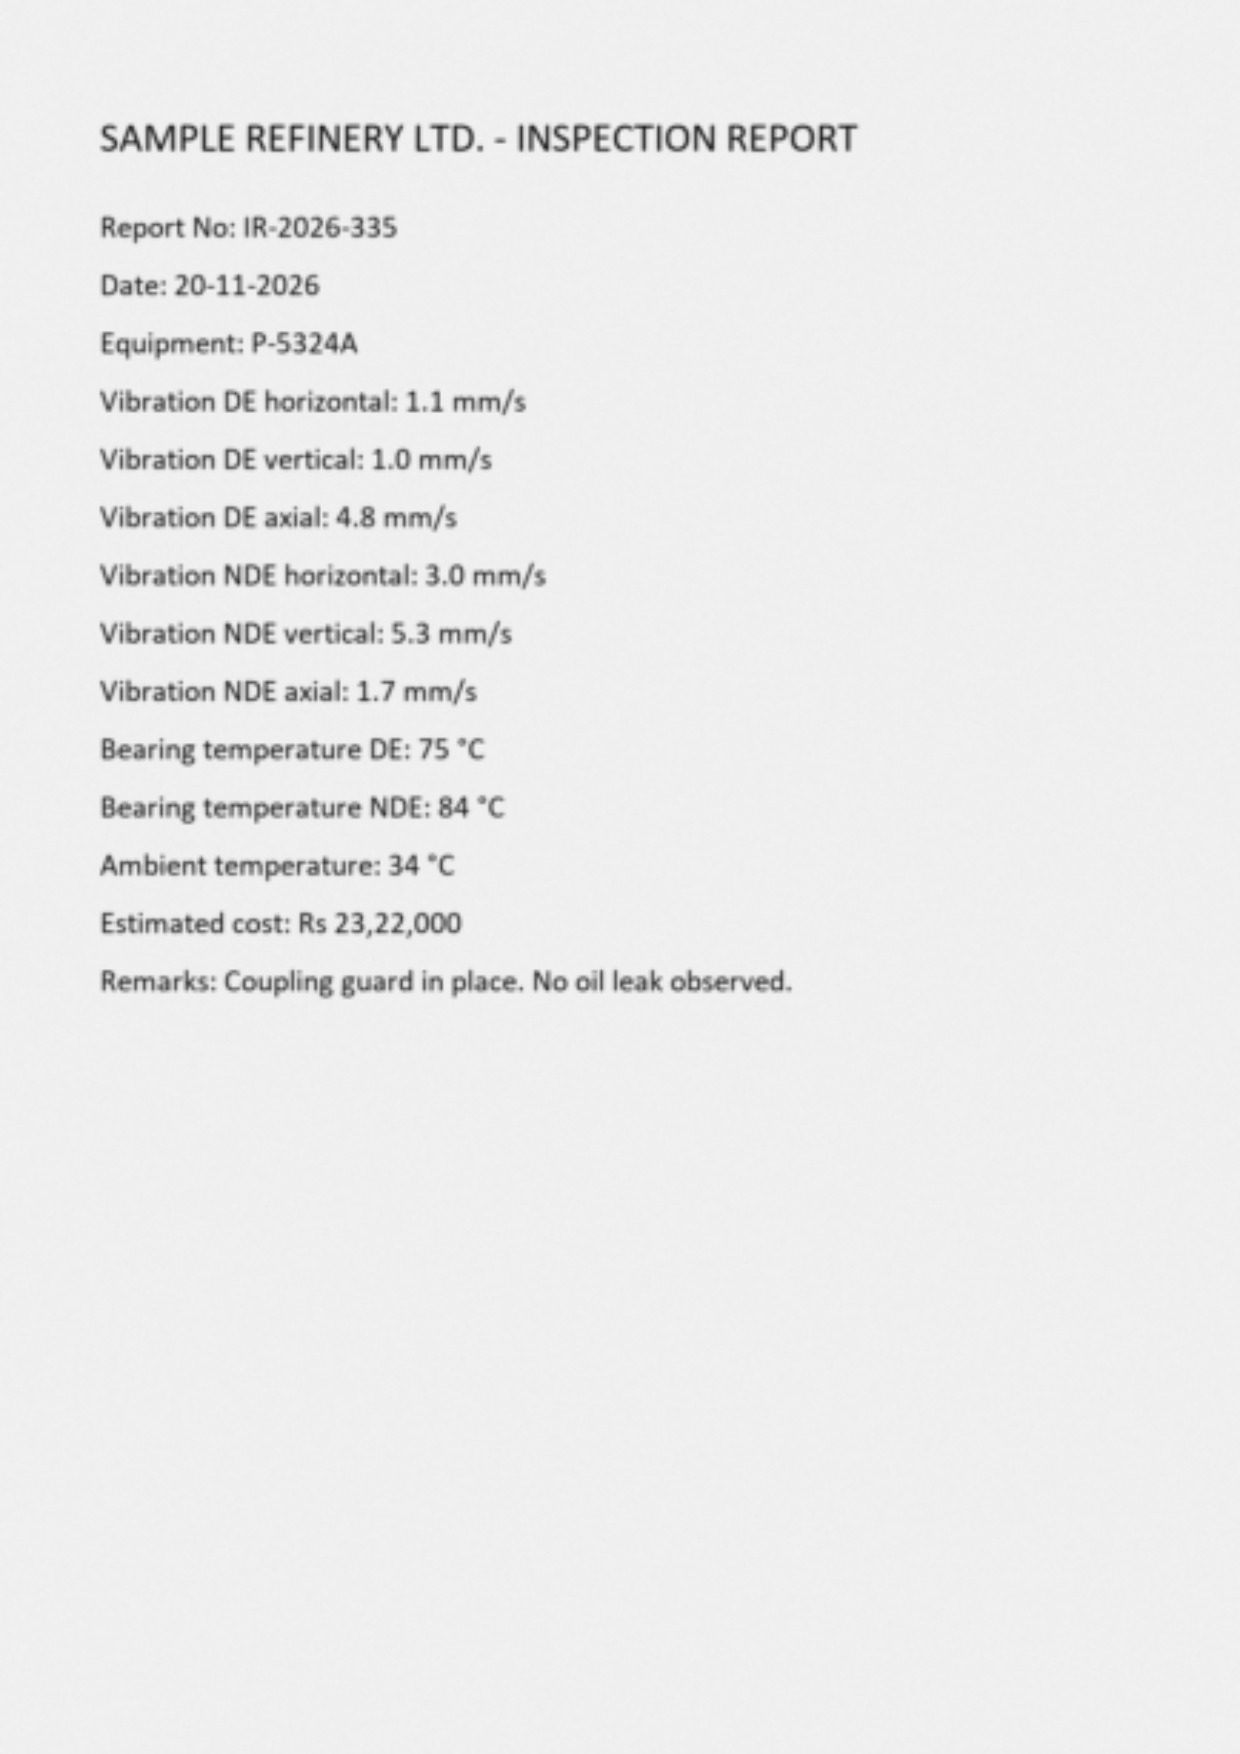 SAMPLE REFINERY LTD. - INSPECTION REPORT
Report No: IR-2026-335
Date: 20-11-2026
Equipment: P-5324A
Vibration DE horizontal: 1.1 mm/s
Vibration DE vertical: 1.0 mm/s
Vibration DE axial: 4.8 mm/s
Vibration NDE horizontal: 3.0 mm/s
Vibration NDE vertical: 5.3 mm/s
Vibration NDE axial: 1.7 mm/s
Bearing temperature DE: 75 °C
Bearing temperature NDE: 84 °C
Ambient temperature: 34 °C
Estimated cost: Rs 23,22,000
Remarks: Coupling guard in place. No oil leak observed.